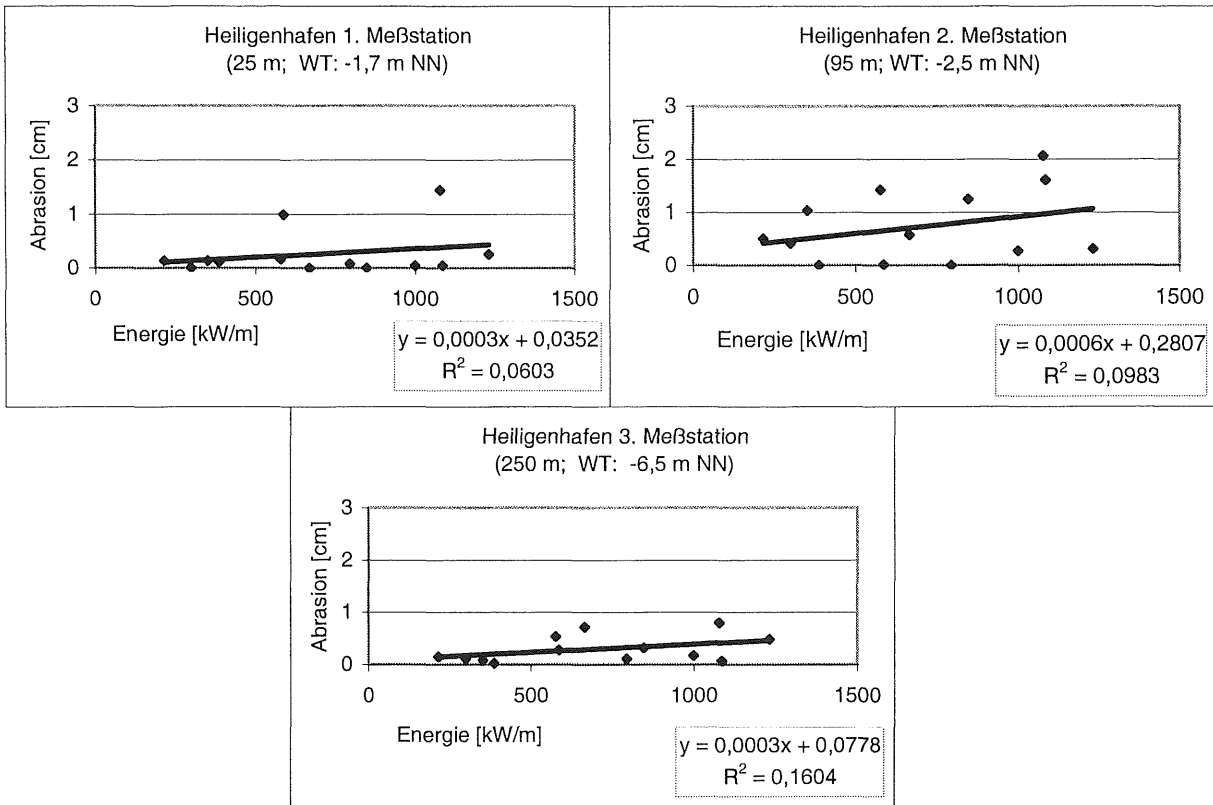 Heiligenhafen 1. Meßstation
(25 m; WT: -1,7 m NN)
3
2
1
0
Abrasion [cm]
0 500 1000 1500
Energie [kW/m]
y = 0,0003x + 0,0352
R² = 0,0603
Heiligenhafen 2. Meßstation
(95 m; WT: -2,5 m NN)
3
2
1
0
Abrasion [cm]
0 500 1000 1500
Energie [kW/m]
y = 0,0006x + 0,2807
R² = 0,0983
Heiligenhafen 3. Meßstation
(250 m; WT: -6,5 m NN)
3
2
1
0
Abrasion [cm]
0 500 1000 1500
Energie [kW/m]
y = 0,0003x + 0,0778
R² = 0,1604